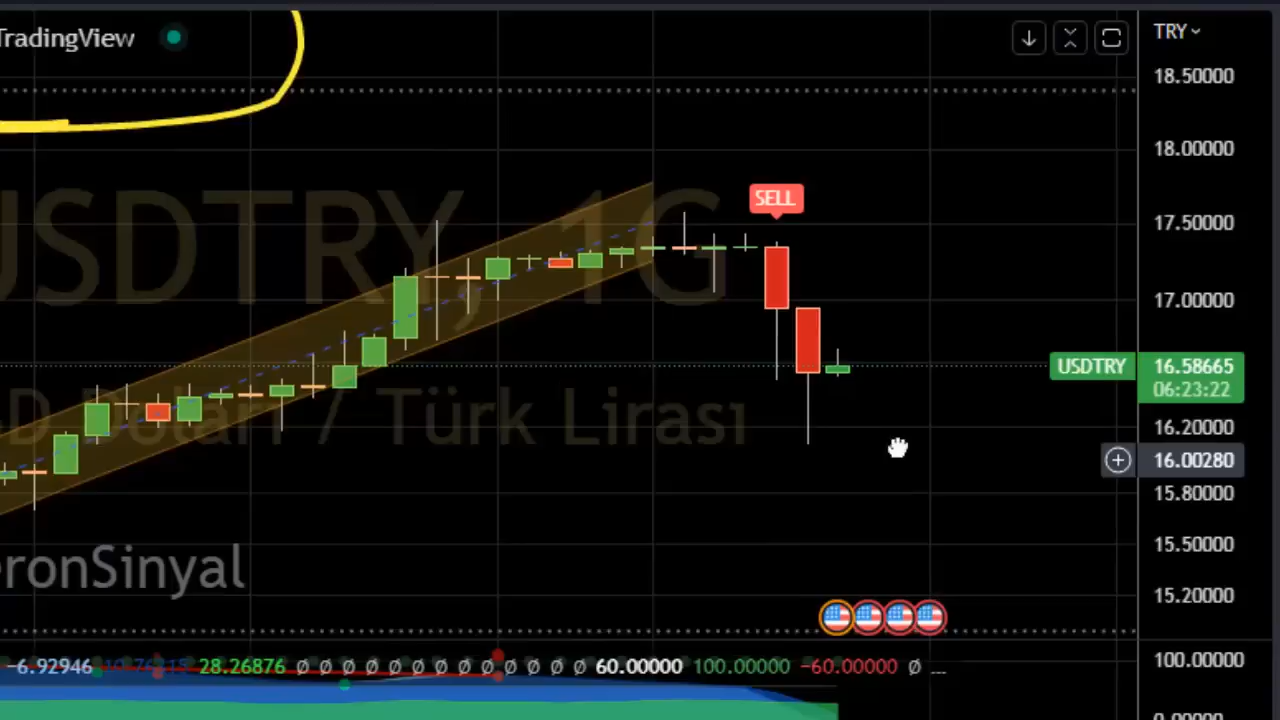 TradingView
TRY
18.50000
18.00000
SELL
17.50000
USDTRY, 1G
17.00000
USDTRY 16.58665
06:23:22
D Doları / Türk Lirası
16.20000
+ 16.00280
15.80000
15.50000
eronSinyal
15.20000
−6.92946 28.26876 ø ø ø ø ø ø ø ø ø ø ø ø ø 60.00000 100.00000 −60.00000 ø ...
100.00000